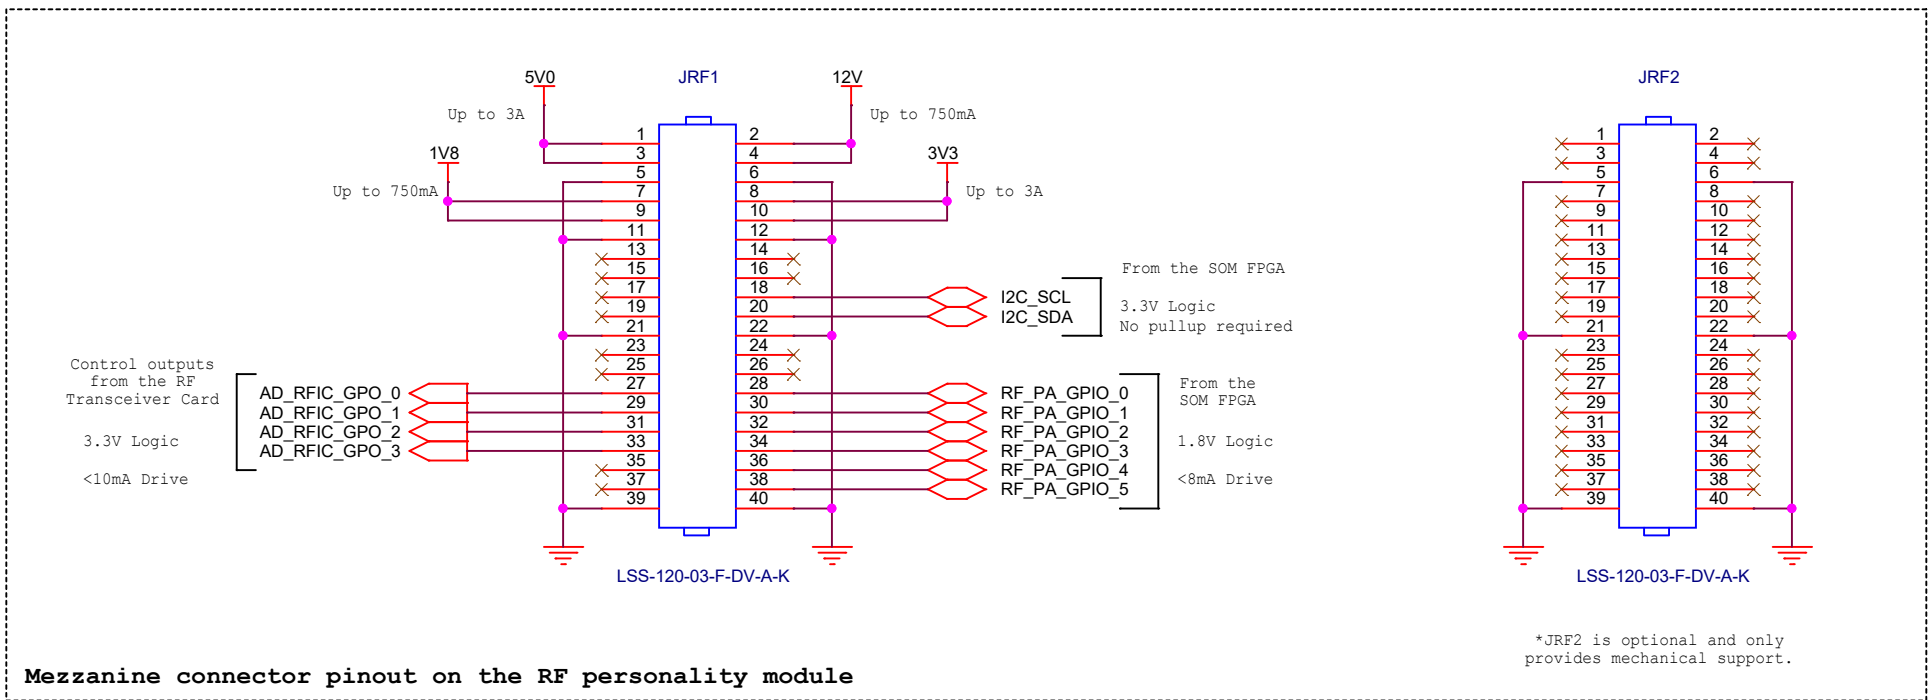 5V0
JRF1
12V
JRF2
Up to 3A
Up to 750mA
1 2
3 4
1V8
3V3
5 6
Up to 750mA
7 8
Up to 3A
9 10
11 12
13 14
15 16
17 18
19 20
21 22
23 24
25 26
27 28
29 30
31 32
33 34
35 36
37 38
39 40
From the SOM FPGA
I2C_SCL
I2C_SDA
3.3V Logic
No pullup required
Control outputs
from the RF
Transceiver Card
3.3V Logic
<10mA Drive
AD_RFIC_GPO_0
AD_RFIC_GPO_1
AD_RFIC_GPO_2
AD_RFIC_GPO_3
RF_PA_GPIO_0
RF_PA_GPIO_1
RF_PA_GPIO_2
RF_PA_GPIO_3
RF_PA_GPIO_4
RF_PA_GPIO_5
From the
SOM FPGA
1.8V Logic
<8mA Drive
LSS-120-03-F-DV-A-K
1 2
3 4
5 6
7 8
9 10
11 12
13 14
15 16
17 18
19 20
21 22
23 24
25 26
27 28
29 30
31 32
33 34
35 36
37 38
39 40
LSS-120-03-F-DV-A-K
*JRF2 is optional and only
provides mechanical support.
Mezzanine connector pinout on the RF personality module